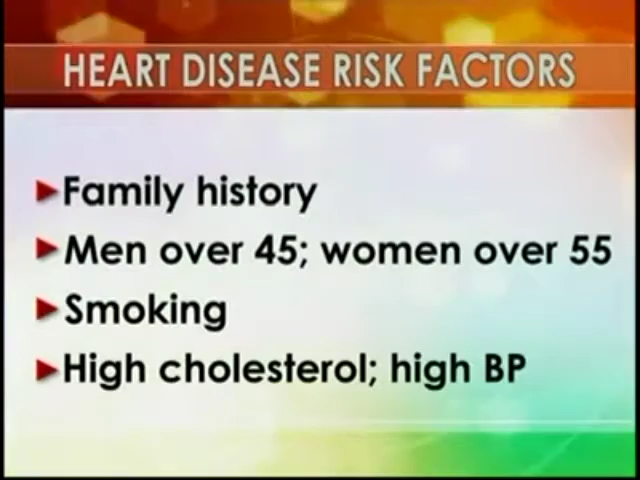 HEART DISEASE RISK FACTORS
Family history
Men over 45; women over 55
Smoking
High cholesterol; high BP